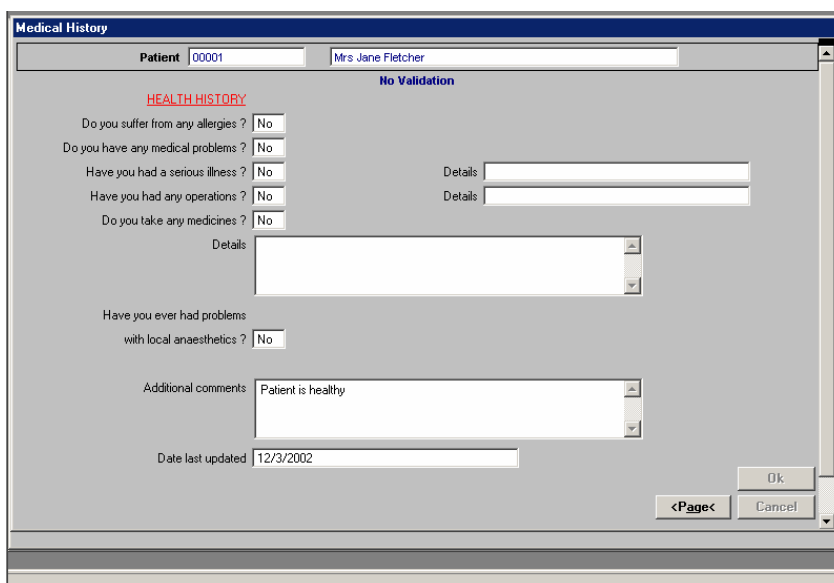 Medical History
Patient 00001 Mrs Jane Fletcher
No Validation
HEALTH HISTORY
Do you suffer from any allergies ? No
Do you have any medical problems ? No
Have you had a serious illness ? No Details
Have you had any operations ? No Details
Do you take any medicines ? No
Details
Have you ever had problems
with local anaesthetics ? No
Additional comments Patient is healthy
Date last updated 12/3/2002
Ok
<Page< Cancel